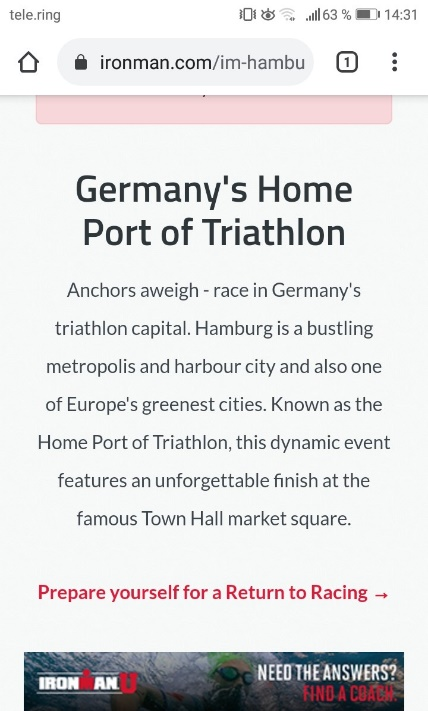 tele.ring 63 % 14:31
ironman.com/im-hambu 1
Germany's Home
Port of Triathlon
Anchors aweigh - race in Germany's
triathlon capital. Hamburg is a bustling
metropolis and harbour city and also one
of Europe's greenest cities. Known as the
Home Port of Triathlon, this dynamic event
features an unforgettable finish at the
famous Town Hall market square.
Prepare yourself for a Return to Racing →
IRONMAN U NEED THE ANSWERS?
FIND A COACH.